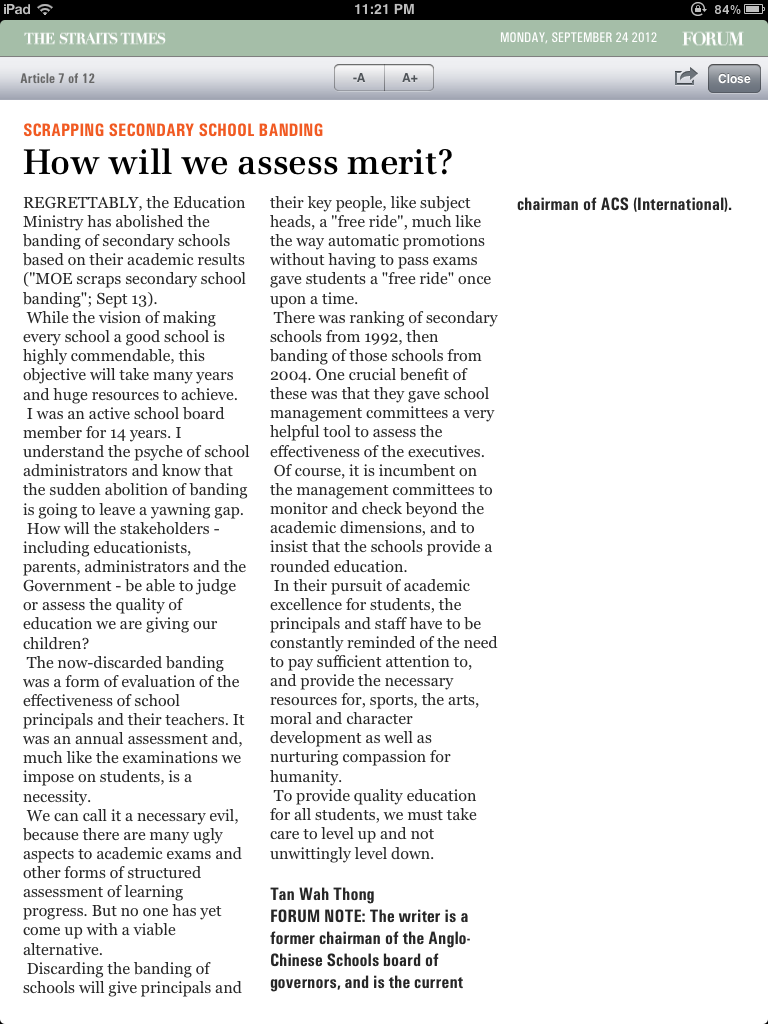 iPad 11:21 PM 84%
THE STRAITS TIMES MONDAY, SEPTEMBER 24 2012 FORUM
Article 7 of 12 -A A+ Close
SCRAPPING SECONDARY SCHOOL BANDING
How will we assess merit?
REGRETTABLY, the Education
Ministry has abolished the
banding of secondary schools
based on their academic results
("MOE scraps secondary school
banding"; Sept 13).
While the vision of making
every school a good school is
highly commendable, this
objective will take many years
and huge resources to achieve.
I was an active school board
member for 14 years. I
understand the psyche of school
administrators and know that
the sudden abolition of banding
is going to leave a yawning gap.
How will the stakeholders -
including educationists,
parents, administrators and the
Government - be able to judge
or assess the quality of
education we are giving our
children?
The now-discarded banding
was a form of evaluation of the
effectiveness of school
principals and their teachers. It
was an annual assessment and,
much like the examinations we
impose on students, is a
necessity.
We can call it a necessary evil,
because there are many ugly
aspects to academic exams and
other forms of structured
assessment of learning
progress. But no one has yet
come up with a viable
alternative.
Discarding the banding of
schools will give principals and
their key people, like subject
heads, a "free ride", much like
the way automatic promotions
without having to pass exams
gave students a "free ride" once
upon a time.
There was ranking of secondary
schools from 1992, then
banding of those schools from
2004. One crucial benefit of
these was that they gave school
management committees a very
helpful tool to assess the
effectiveness of the executives.
Of course, it is incumbent on
the management committees to
monitor and check beyond the
academic dimensions, and to
insist that the schools provide a
rounded education.
In their pursuit of academic
excellence for students, the
principals and staff have to be
constantly reminded of the need
to pay sufficient attention to,
and provide the necessary
resources for, sports, the arts,
moral and character
development as well as
nurturing compassion for
humanity.
To provide quality education
for all students, we must take
care to level up and not
unwittingly level down.
Tan Wah Thong
FORUM NOTE: The writer is a
former chairman of the Anglo-
Chinese Schools board of
governors, and is the current
chairman of ACS (International).